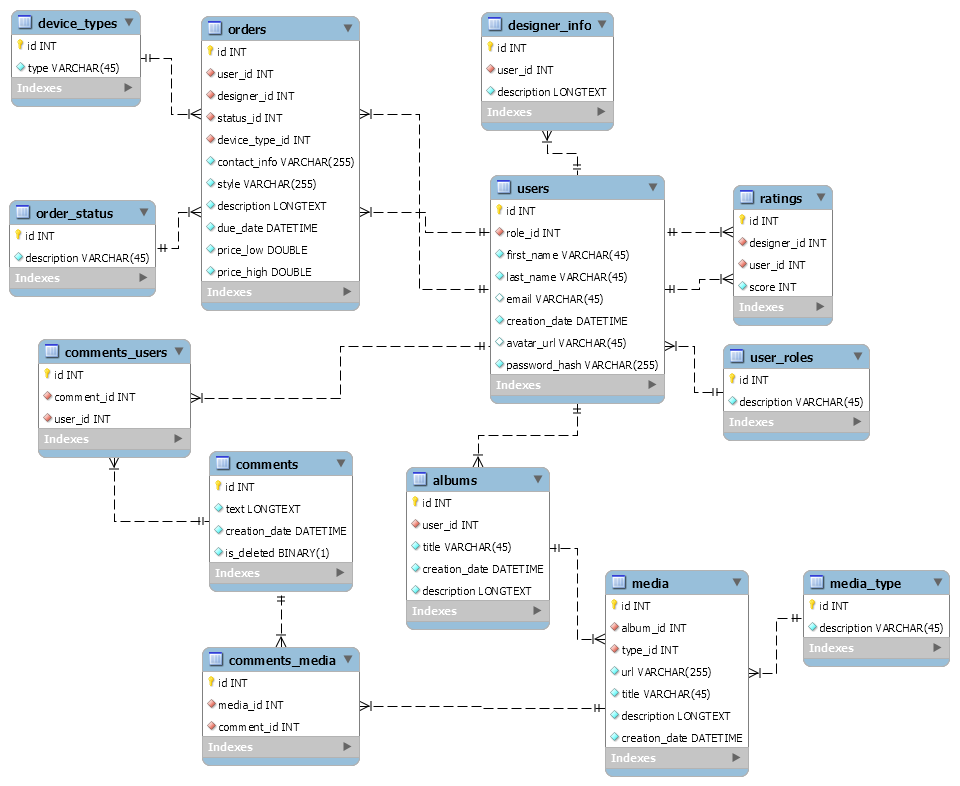 device_types
id INT
type VARCHAR(45)
Indexes
orders
id INT
user_id INT
designer_id INT
status_id INT
device_type_id INT
contact_info VARCHAR(255)
style VARCHAR(255)
description LONGTEXT
due_date DATETIME
price_low DOUBLE
price_high DOUBLE
Indexes
designer_info
id INT
user_id INT
description LONGTEXT
Indexes
order_status
id INT
description VARCHAR(45)
Indexes
users
id INT
role_id INT
first_name VARCHAR(45)
last_name VARCHAR(45)
email VARCHAR(45)
creation_date DATETIME
avatar_url VARCHAR(45)
password_hash VARCHAR(255)
Indexes
ratings
id INT
designer_id INT
user_id INT
score INT
Indexes
comments_users
id INT
comment_id INT
user_id INT
Indexes
user_roles
id INT
description VARCHAR(45)
Indexes
comments
id INT
text LONGTEXT
creation_date DATETIME
is_deleted BINARY(1)
Indexes
albums
id INT
user_id INT
title VARCHAR(45)
creation_date DATETIME
description LONGTEXT
Indexes
media
id INT
album_id INT
type_id INT
url VARCHAR(255)
title VARCHAR(45)
description LONGTEXT
creation_date DATETIME
Indexes
media_type
id INT
description VARCHAR(45)
Indexes
comments_media
id INT
media_id INT
comment_id INT
Indexes